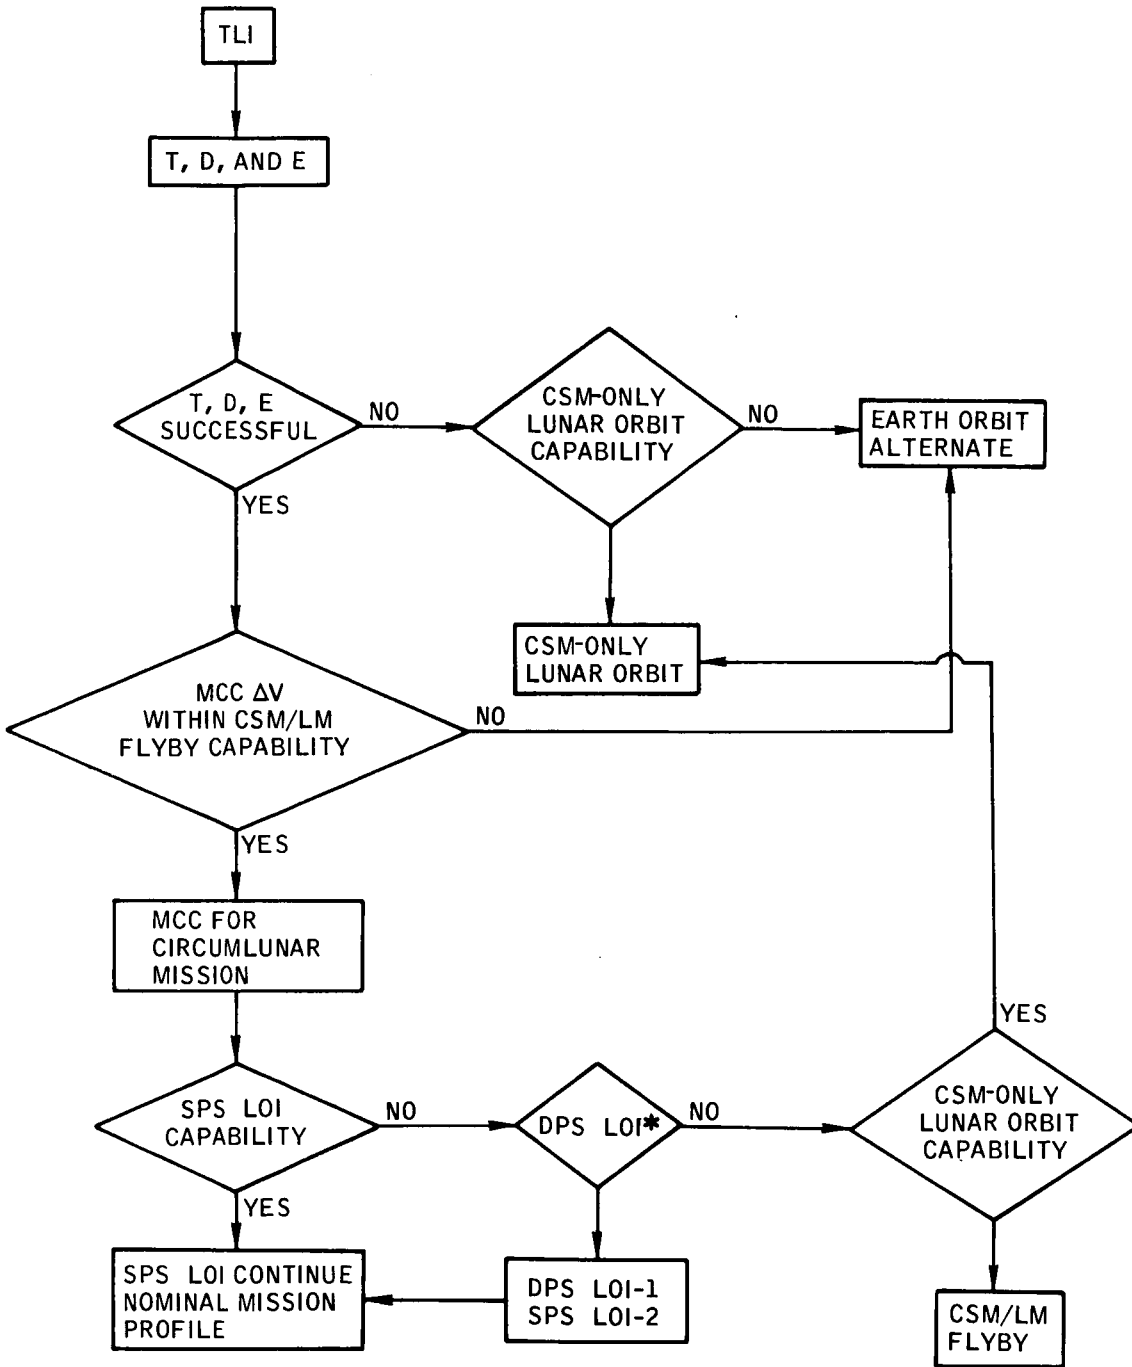 TLI
T, D, AND E
T, D, E
SUCCESSFUL
NO
CSM-ONLY
LUNAR ORBIT
CAPABILITY
NO
EARTH ORBIT
ALTERNATE
YES
CSM-ONLY
LUNAR ORBIT
MCC ΔV
WITHIN CSM/LM
FLYBY CAPABILITY
NO
YES
MCC FOR
CIRCUMLUNAR
MISSION
SPS LOI
CAPABILITY
NO
DPS LOI*
NO
YES
CSM-ONLY
LUNAR ORBIT
CAPABILITY
YES
SPS LOI CONTINUE
NOMINAL MISSION
PROFILE
DPS LOI-1
SPS LOI-2
CSM/LM
FLYBY